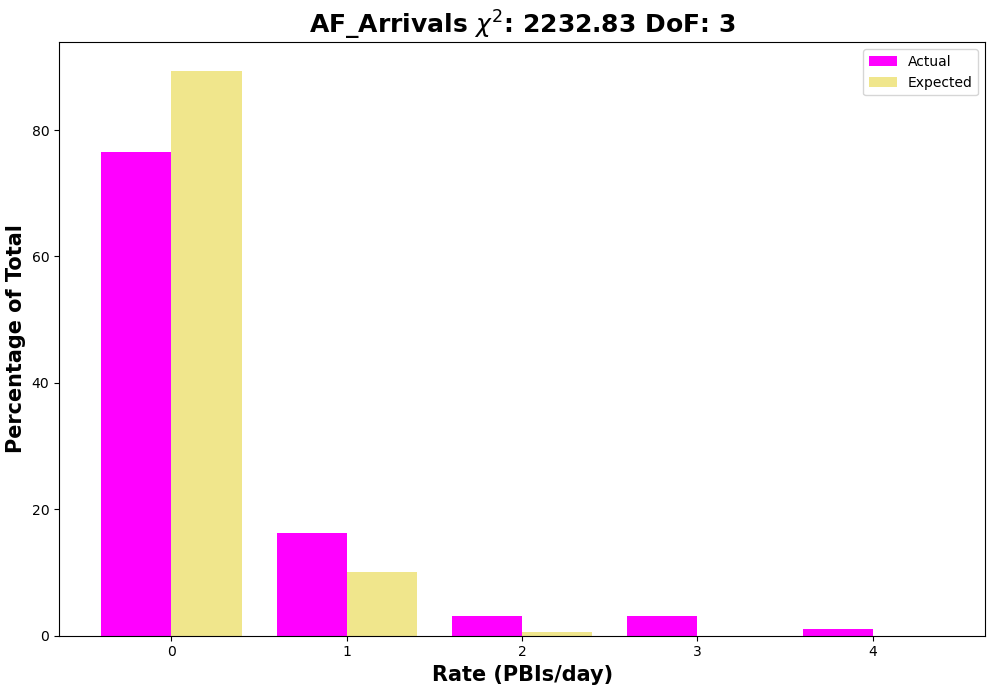 AF_Arrivals χ²: 2232.83 DoF: 3
Actual
Expected
Percentage of Total
80
60
40
20
0
0 1 2 3 4
Rate (PBIs/day)